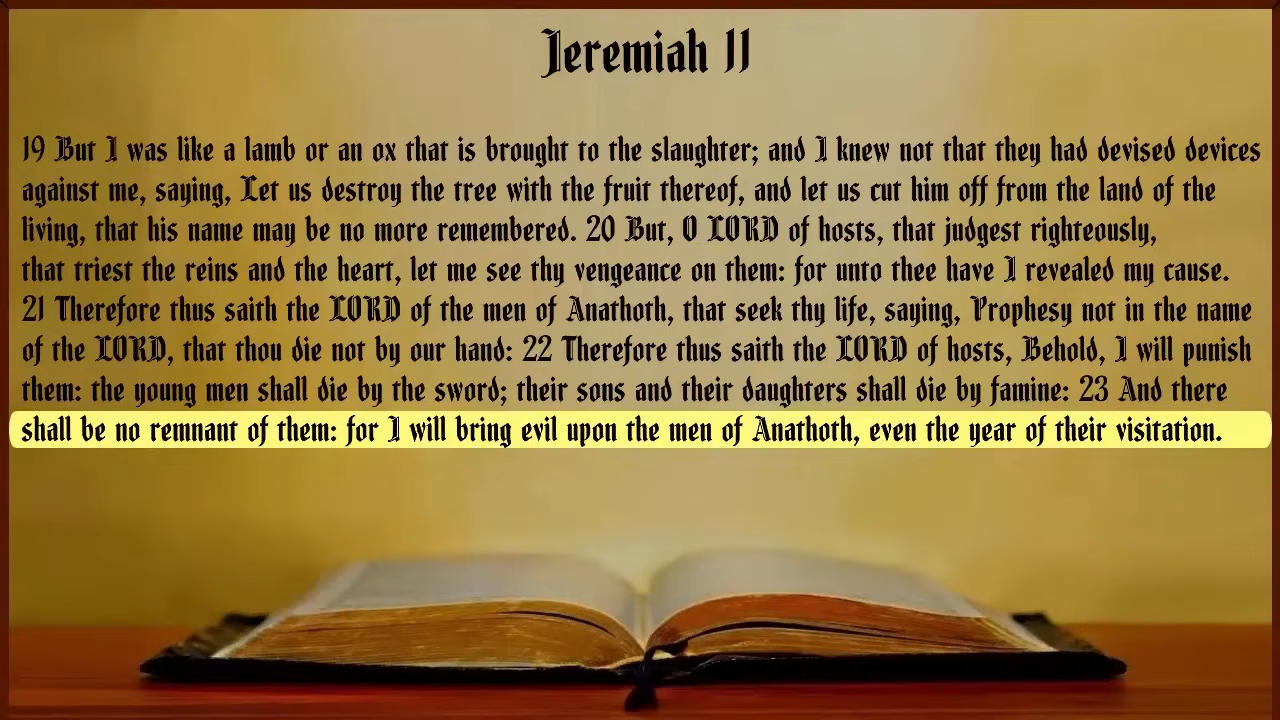 Jeremiah 11
19 But I was like a lamb or an ox that is brought to the slaughter; and I knew not that they had devised devices
against me, saying, Let us destroy the tree with the fruit thereof, and let us cut him off from the land of the
living, that his name may be no more remembered. 20 But, O LORD of hosts, that judgest righteously,
that triest the reins and the heart, let me see thy vengeance on them: for unto thee have I revealed my cause.
21 Therefore thus saith the LORD of the men of Anathoth, that seek thy life, saying, Prophesy not in the name
of the LORD, that thou die not by our hand: 22 Therefore thus saith the LORD of hosts, Behold, I will punish
them: the young men shall die by the sword; their sons and their daughters shall die by famine: 23 And there
shall be no remnant of them: for I will bring evil upon the men of Anathoth, even the year of their visitation.